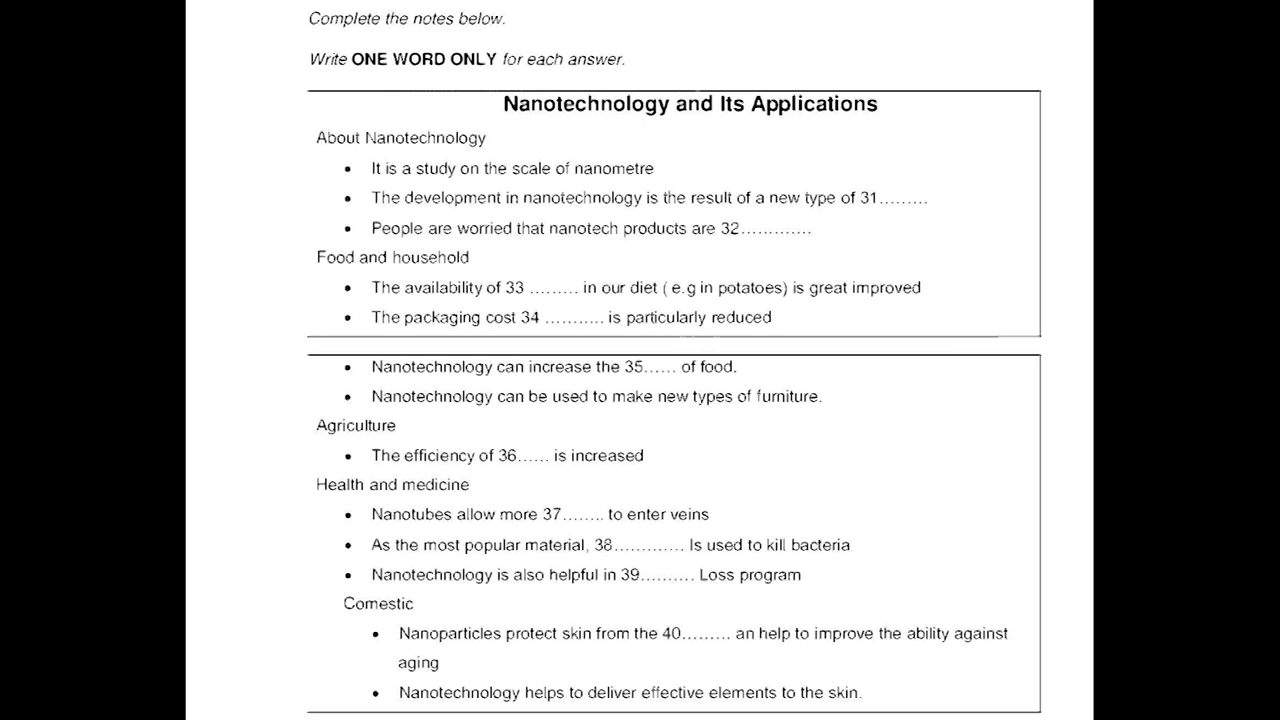 Complete the notes below.
Write ONE WORD ONLY for each answer.
Nanotechnology and Its Applications
About Nanotechnology
• It is a study on the scale of nanometre
• The development in nanotechnology is the result of a new type of 31.........
• People are worried that nanotech products are 32.............
Food and household
• The availability of 33 ......... in our diet ( e.g in potatoes) is great improved
• The packaging cost 34 ........... is particularly reduced
• Nanotechnology can increase the 35...... of food.
• Nanotechnology can be used to make new types of furniture.
Agriculture
• The efficiency of 36...... is increased
Health and medicine
• Nanotubes allow more 37........ to enter veins
• As the most popular material, 38............. Is used to kill bacteria
• Nanotechnology is also helpful in 39.......... Loss program
Comestic
• Nanoparticles protect skin from the 40......... an help to improve the ability against
aging
• Nanotechnology helps to deliver effective elements to the skin.